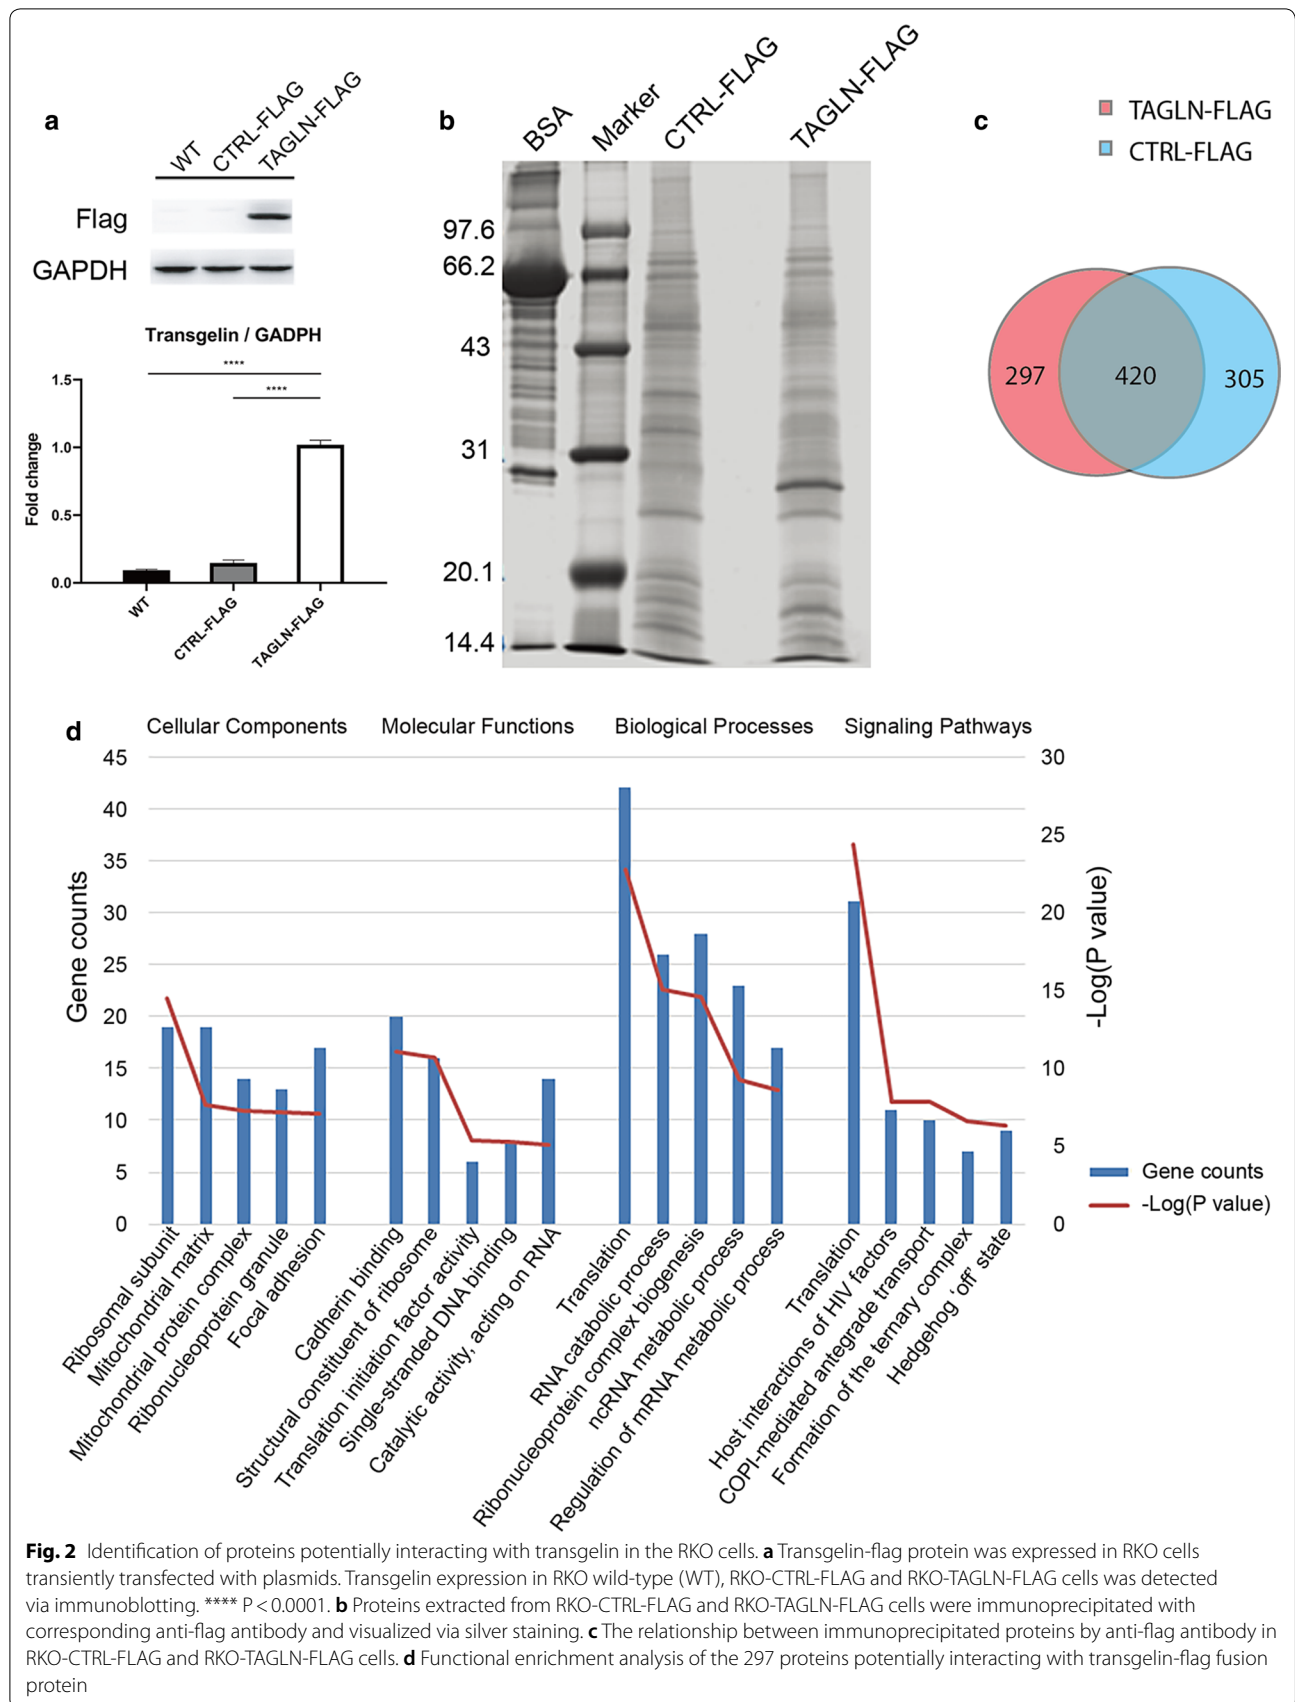 a
WT
CTRL-FLAG
TAGLN-FLAG
Flag
GAPDH
Transgelin / GADPH
****
****
Fold change
1.5
1.0
0.5
0.0
WT
CTRL-FLAG
TAGLN-FLAG
b
BSA
Marker
CTRL-FLAG
TAGLN-FLAG
97.6
66.2
43
31
20.1
14.4
c
TAGLN-FLAG
CTRL-FLAG
297
420
305
d
Cellular Components
Molecular Functions
Biological Processes
Signaling Pathways
Gene counts
45
40
35
30
25
20
15
10
5
0
30
25
20
15
10
5
0
-Log(P value)
Gene counts
-Log(P value)
Ribosomal subunit
Mitochondrial matrix
Mitochondrial protein complex
Ribonucleoprotein granule
Focal adhesion
Cadherin binding
Structural constituent of ribosome
Translation initiation factor activity
Single-stranded DNA binding
Catalytic activity, acting on RNA
Translation
RNA catabolic process
Ribonucleoprotein complex biogenesis
ncRNA metabolic process
Regulation of mRNA metabolic process
Translation
Host interactions of HIV factors
COPI-mediated antegrade transport
Formation of the ternary complex
Hedgehog 'off' state
Fig. 2 Identification of proteins potentially interacting with transgelin in the RKO cells. a Transgelin-flag protein was expressed in RKO cells
transiently transfected with plasmids. Transgelin expression in RKO wild-type (WT), RKO-CTRL-FLAG and RKO-TAGLN-FLAG cells was detected
via immunoblotting. **** P < 0.0001. b Proteins extracted from RKO-CTRL-FLAG and RKO-TAGLN-FLAG cells were immunoprecipitated with
corresponding anti-flag antibody and visualized via silver staining. c The relationship between immunoprecipitated proteins by anti-flag antibody in
RKO-CTRL-FLAG and RKO-TAGLN-FLAG cells. d Functional enrichment analysis of the 297 proteins potentially interacting with transgelin-flag fusion
protein